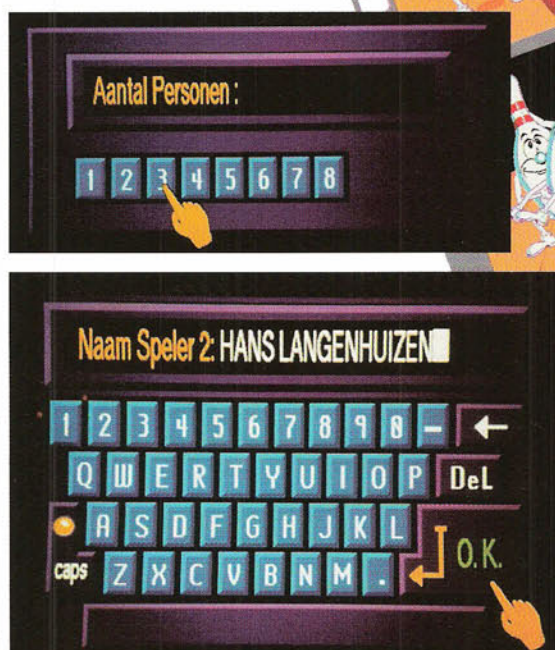 Aantal Personen :
1 2 3 4 5 6 7 8
Naam Speler 2: HANS LANGENHUIZEN
1 2 3 4 5 6 7 8 9 0 - ←
Q W E R T Y U I O P DeL
A S D F G H J K L
caps Z X C V B N M . O.K.